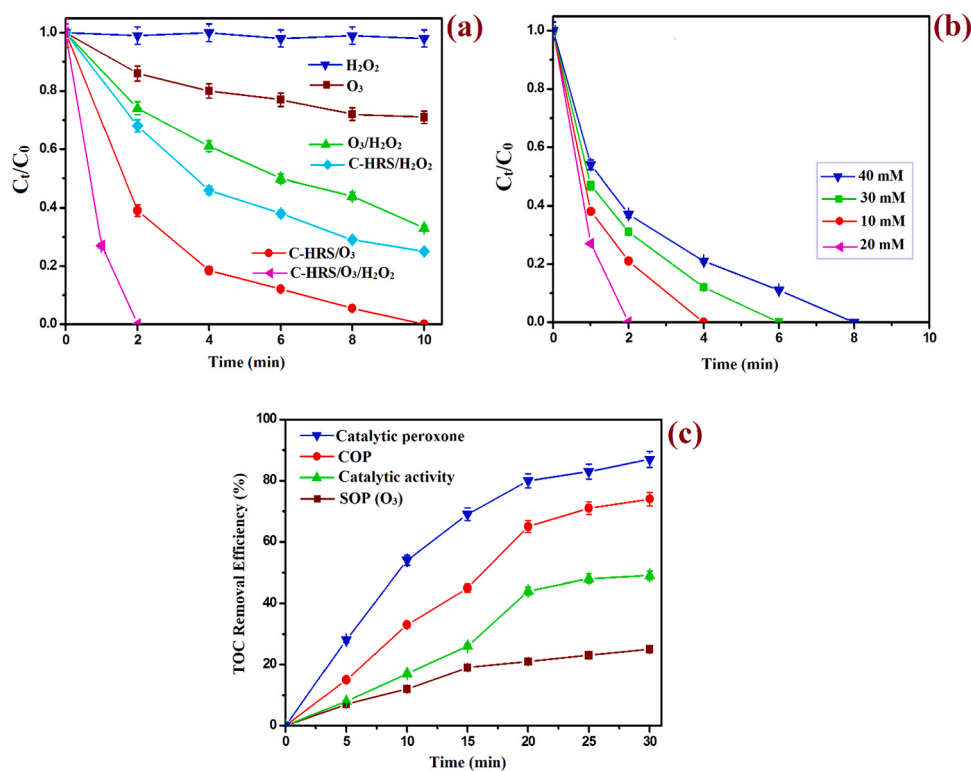 (a)
H₂O₂
O₃
O₃/H₂O₂
C-HRS/H₂O₂
C-HRS/O₃
C-HRS/O₃/H₂O₂
Cₜ/C₀
1.0
0.8
0.6
0.4
0.2
0.0
0 2 4 6 8 10
Time (min)
(b)
40 mM
30 mM
10 mM
20 mM
Cₜ/C₀
1.0
0.8
0.6
0.4
0.2
0.0
0 2 4 6 8 10
Time (min)
(c)
Catalytic peroxone
COP
Catalytic activity
SOP (O₃)
TOC Removal Efficiency (%)
100
80
60
40
20
0
0 5 10 15 20 25 30
Time (min)